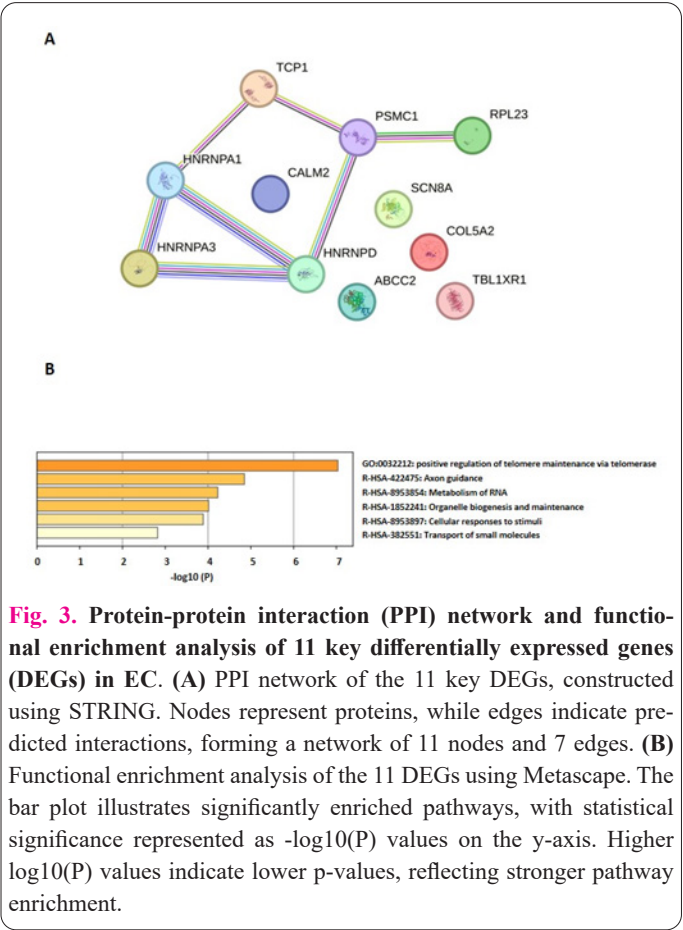 A
TCP1
PSMC1
RPL23
HNRNPA1
CALM2
SCN8A
COL5A2
HNRNPA3
HNRNPD
ABCC2
TBL1XR1
B
GO:0032212: positive regulation of telomere maintenance via telomerase
R-HSA-422475: Axon guidance
R-HSA-8953854: Metabolism of RNA
R-HSA-1852241: Organelle biogenesis and maintenance
R-HSA-8953897: Cellular responses to stimuli
R-HSA-382551: Transport of small molecules
0 1 2 3 4 5 6 7
-log10 (P)
Fig. 3. Protein-protein interaction (PPI) network and functio-
nal enrichment analysis of 11 key differentially expressed genes
(DEGs) in EC. (A) PPI network of the 11 key DEGs, constructed
using STRING. Nodes represent proteins, while edges indicate pre-
dicted interactions, forming a network of 11 nodes and 7 edges. (B)
Functional enrichment analysis of the 11 DEGs using Metascape. The
bar plot illustrates significantly enriched pathways, with statistical
significance represented as -log10(P) values on the y-axis. Higher
log10(P) values indicate lower p-values, reflecting stronger pathway
enrichment.